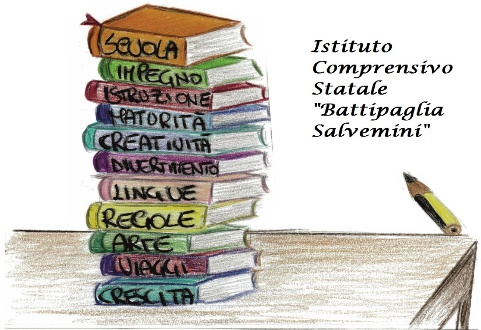 SCUOLA
IMPEGNO
ISTRUZIONE
MATURITÀ
CREATIVITÀ
DIVERTIMENTO
LINGUE
REGOLE
ARTE
VIAGGI
CRESCITA
Istituto
Comprensivo
Statale
"Battipaglia
Salvemini"